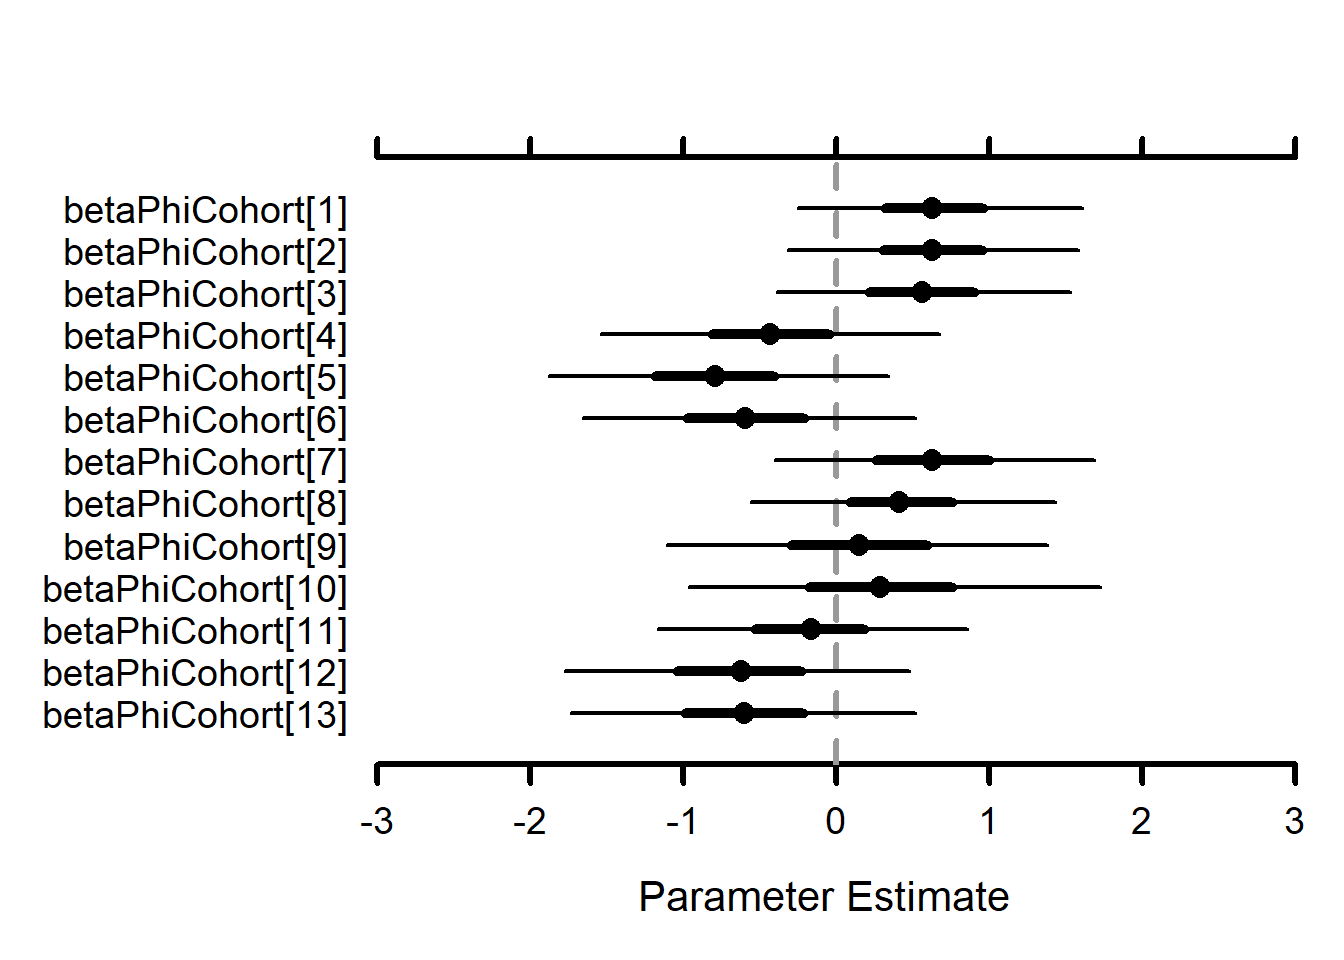 betaPhiCohort[1]
betaPhiCohort[2]
betaPhiCohort[3]
betaPhiCohort[4]
betaPhiCohort[5]
betaPhiCohort[6]
betaPhiCohort[7]
betaPhiCohort[8]
betaPhiCohort[9]
betaPhiCohort[10]
betaPhiCohort[11]
betaPhiCohort[12]
betaPhiCohort[13]
-3 -2 -1 0 1 2 3
Parameter Estimate